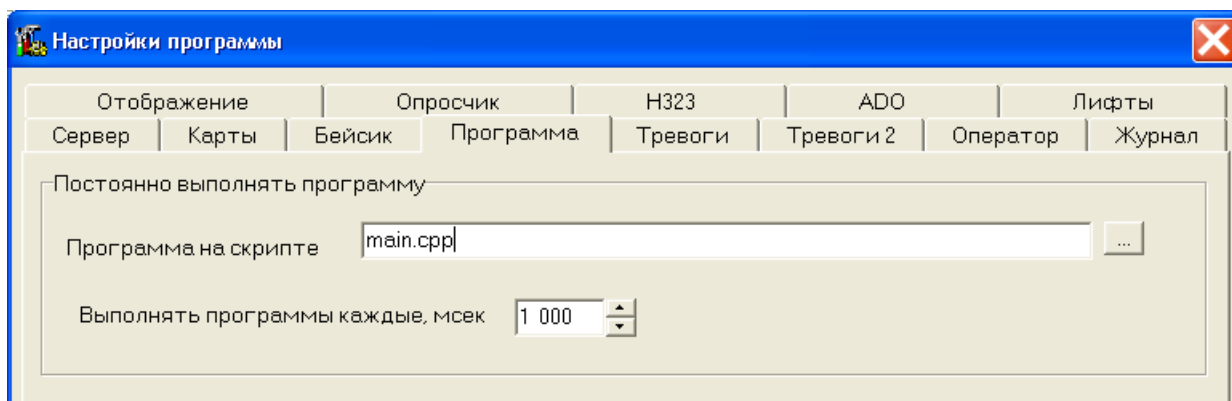 Настройки программы
Отображение Опросчик H323 ADO Лифты
Сервер Карты Бейсик Программа Тревоги Тревоги 2 Оператор Журнал
Постоянно выполнять программу
Программа на скрипте main.cpp ...
Выполнять программы каждые, мсек 1 000